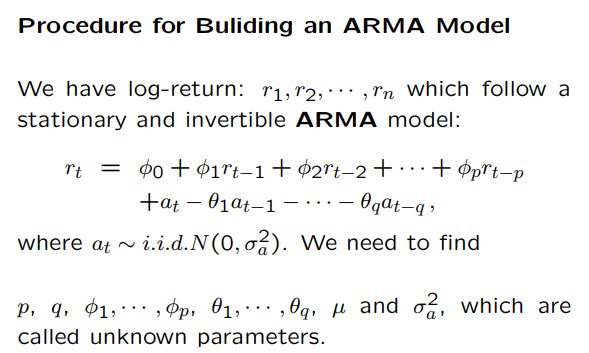 Procedure for Buliding an ARMA Model
We have log-return: r₁, r₂, ⋯ , rₙ which follow a
stationary and invertible ARMA model:
rₜ = ϕ₀ + ϕ₁rₜ₋₁ + ϕ₂rₜ₋₂ + ⋯ + ϕₚrₜ₋ₚ
+aₜ − θ₁aₜ₋₁ − ⋯ − θ_q a_{t−q},
where aₜ ∼ i.i.d.N(0, σₐ²). We need to find
p, q, ϕ₁, ⋯ , ϕₚ, θ₁, ⋯ , θ_q, μ and σₐ², which are
called unknown parameters.